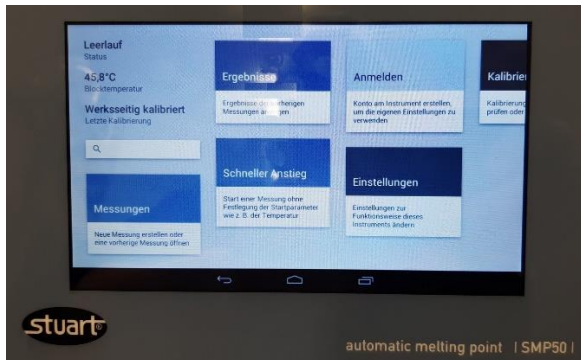 Leerlauf
Status
45,8°C
Blocktemperatur
Werksseitig kalibriert
Letzte Kalibrierung
Messungen
Neue Messung erstellen oder
eine vorherige Messung öffnen
Ergebnisse
Ergebnisse der vorherigen
Messungen anzeigen
Schneller Anstieg
Start einer Messung ohne
Festlegung der Startparameter
wie z. B. der Temperatur
Anmelden
Konto am Instrument erstellen,
um die eigenen Einstellungen zu
verwenden
Einstellungen
Einstellungen zur
Funktionsweise dieses
Instruments ändern
Kalibrie
Kalibrierung
prüfen oder
stuart
automatic melting point | SMP50 |